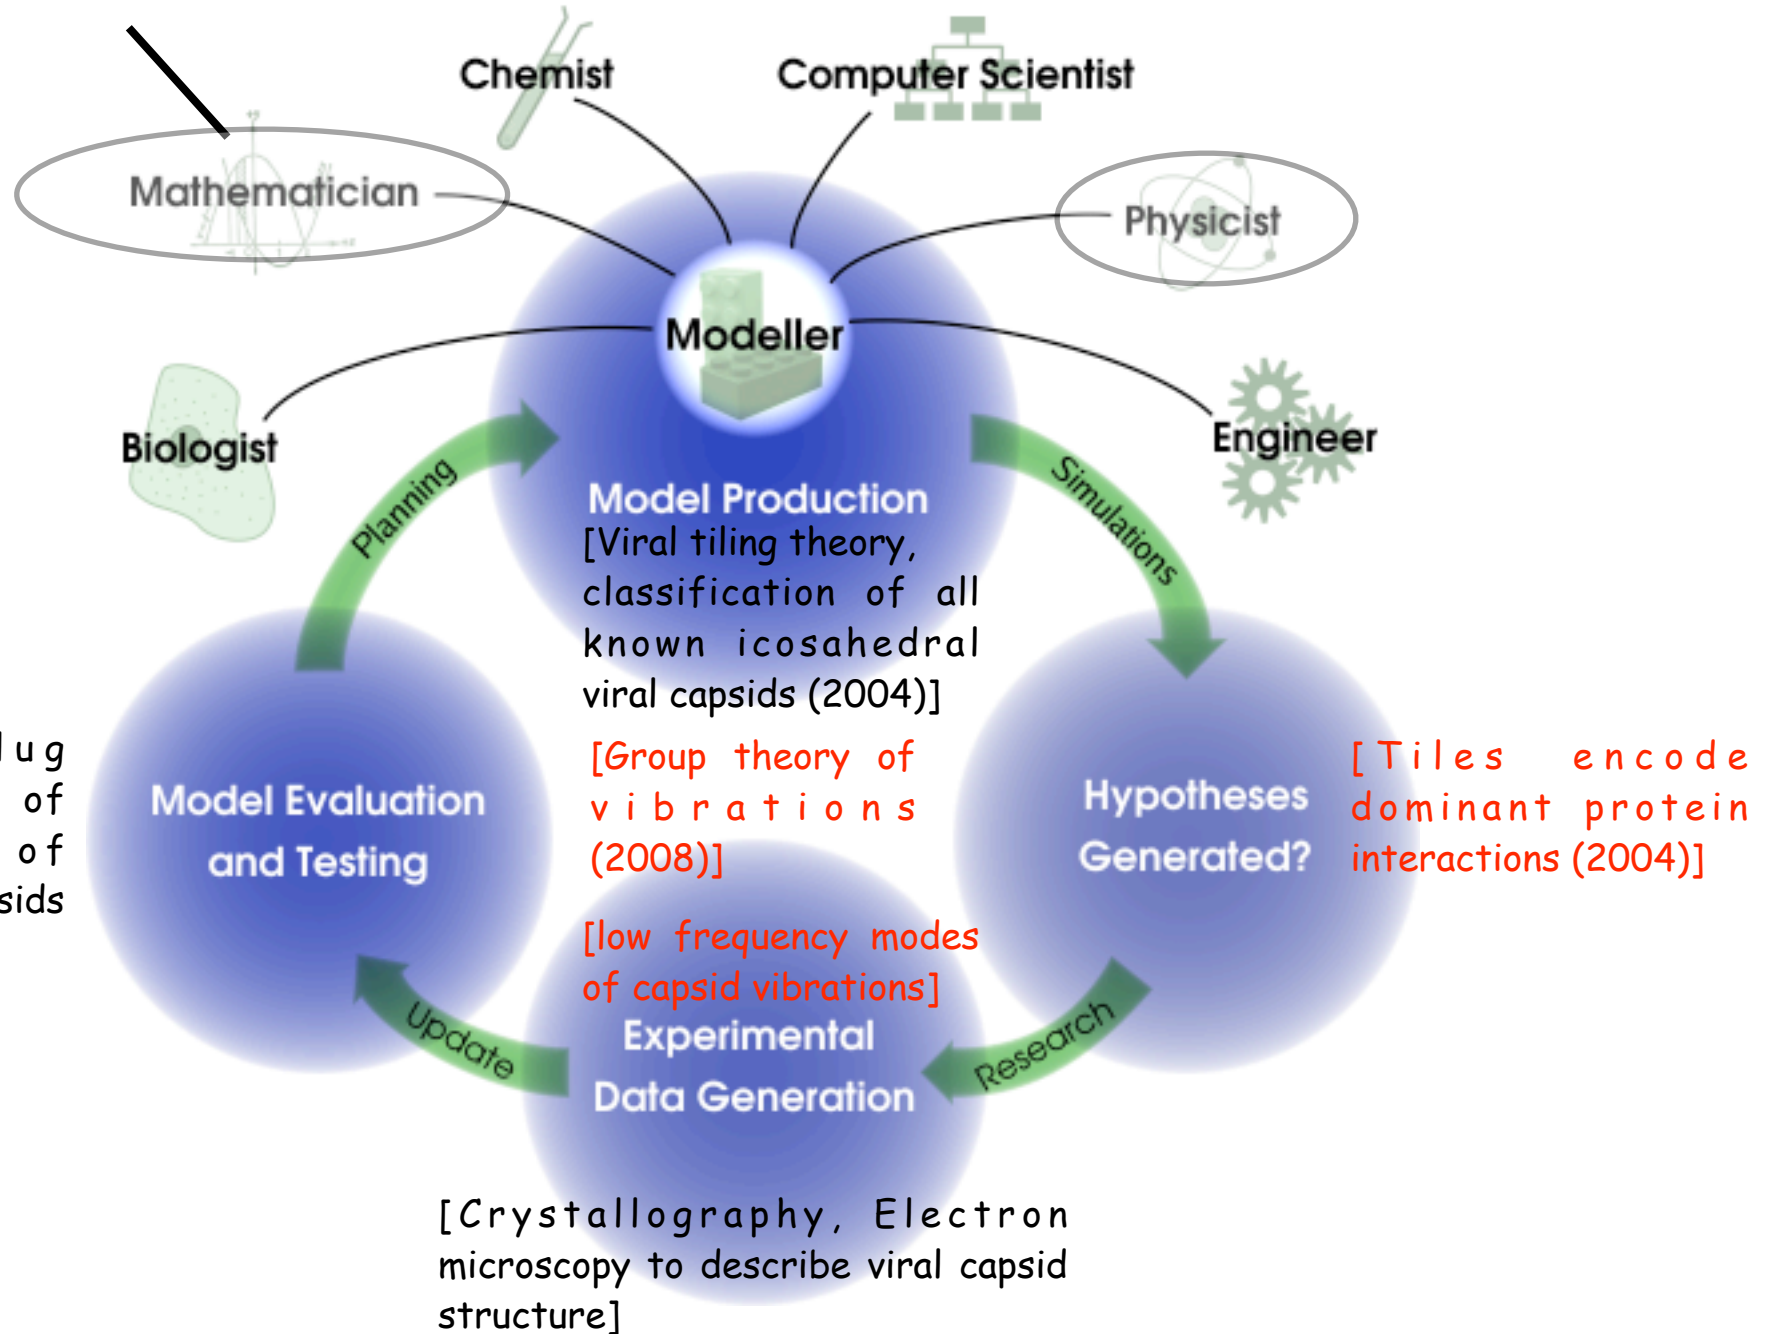 Chemist
Computer Scientist
Mathematician
Physicist
Modeller
Biologist
Engineer
Planning
Simulations
Model Production
[Viral tiling theory,
classification of all
known icosahedral
viral capsids (2004)]
[Group theory of
vibrations
(2008)]
[low frequency modes
of capsid vibrations]
Hypotheses
Generated?
[Tiles encode
dominant protein
interactions (2004)]
of
of
Model Evaluation
and Testing
Update
Research
Experimental
Data Generation
[Crystallography, Electron
microscopy to describe viral capsid
structure]